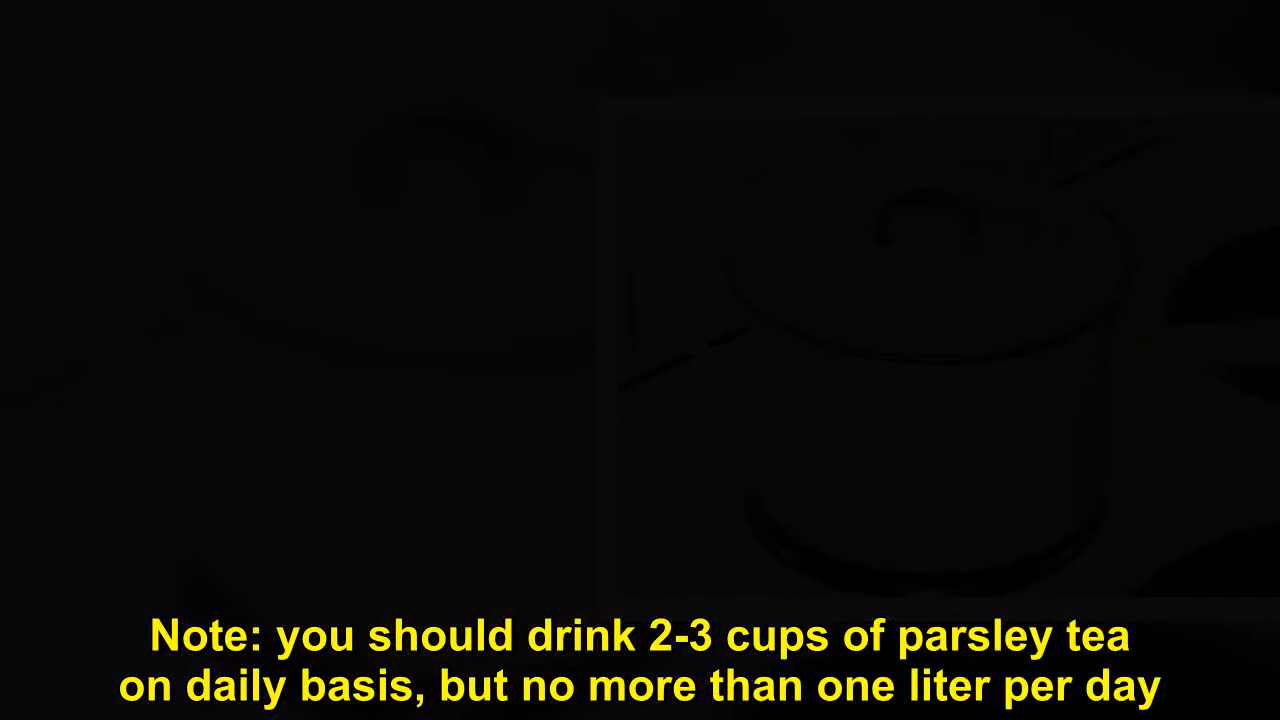 Note: you should drink 2-3 cups of parsley tea
on daily basis, but no more than one liter per day